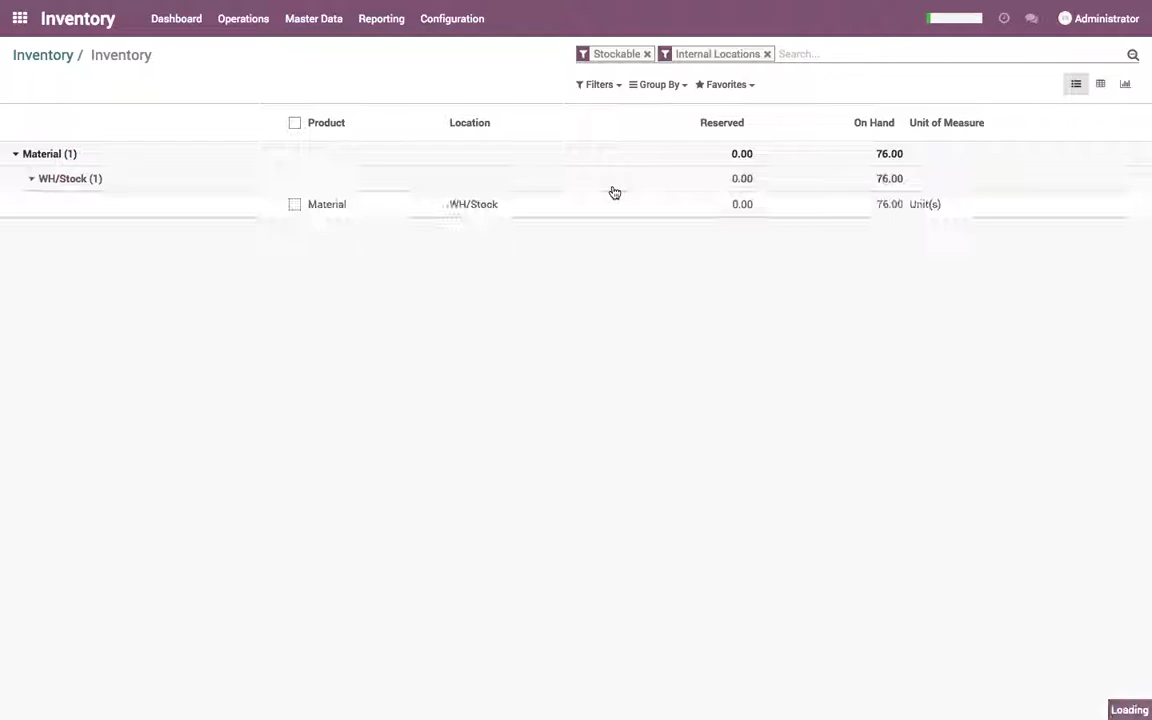 Inventory Dashboard Operations Master Data Reporting Configuration Administrator
Inventory / Inventory
Stockable Internal Locations Search...
Filters Group By Favorites
Product Location Reserved On Hand Unit of Measure
Material (1) 0.00 76.00
WH/Stock (1) 0.00 76.00
Material WH/Stock 0.00 76.00 Unit(s)
Loading